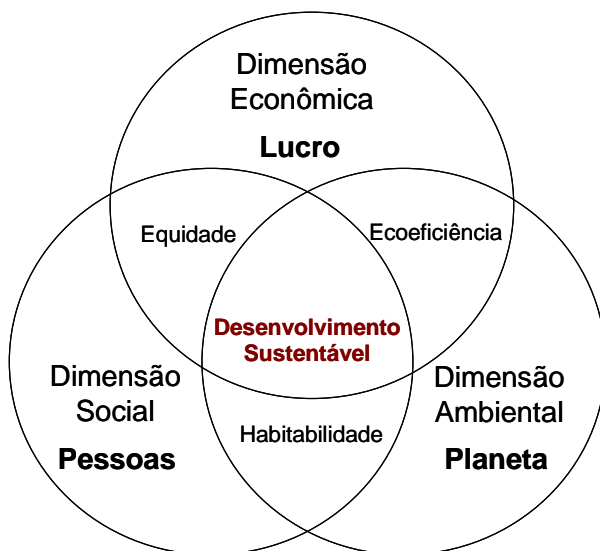 Dimensão
Econômica
Lucro
Equidade
Ecoeficiência
Desenvolvimento
Sustentável
Dimensão
Social
Pessoas
Dimensão
Ambiental
Planeta
Habitabilidade